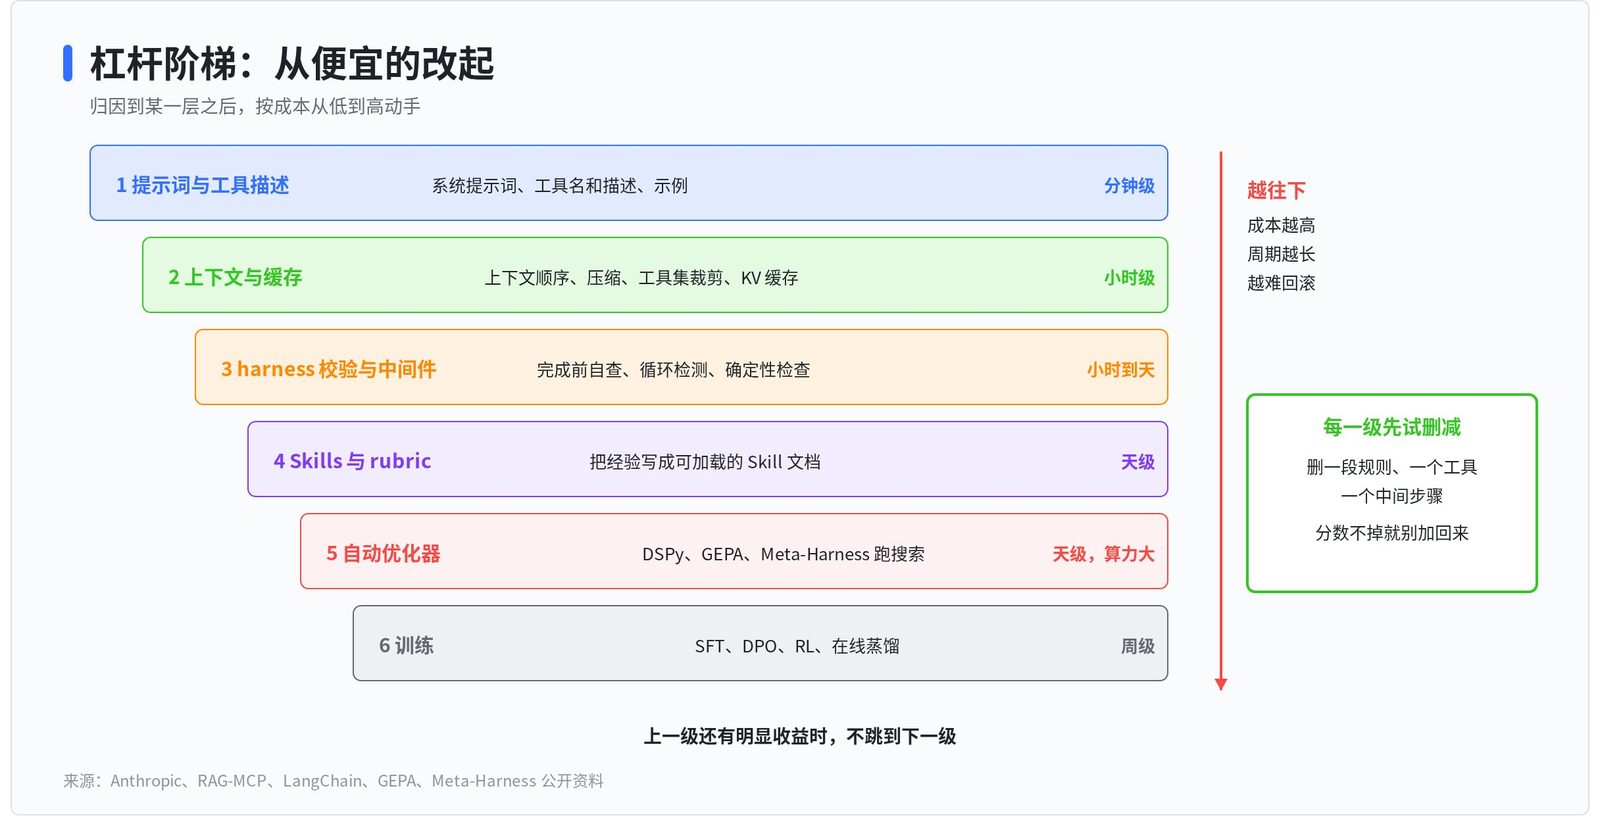 杠杆阶梯：从便宜的改起
归因到某一层之后，按成本从低到高动手
1 提示词与工具描述 系统提示词、工具名和描述、示例 分钟级
2 上下文与缓存 上下文顺序、压缩、工具集裁剪、KV 缓存 小时级
3 harness 校验与中间件 完成前自查、循环检测、确定性检查 小时到天
4 Skills 与 rubric 把经验写成可加载的 Skill 文档 天级
5 自动优化器 DSPy、GEPA、Meta-Harness 跑搜索 天级，算力大
6 训练 SFT、DPO、RL、在线蒸馏 周级
越往下
成本越高
周期越长
越难回滚
每一级先试删减
删一段规则、一个工具
一个中间步骤
分数不掉就别加回来
上一级还有明显收益时，不跳到下一级
来源：Anthropic、RAG-MCP、LangChain、GEPA、Meta-Harness 公开资料